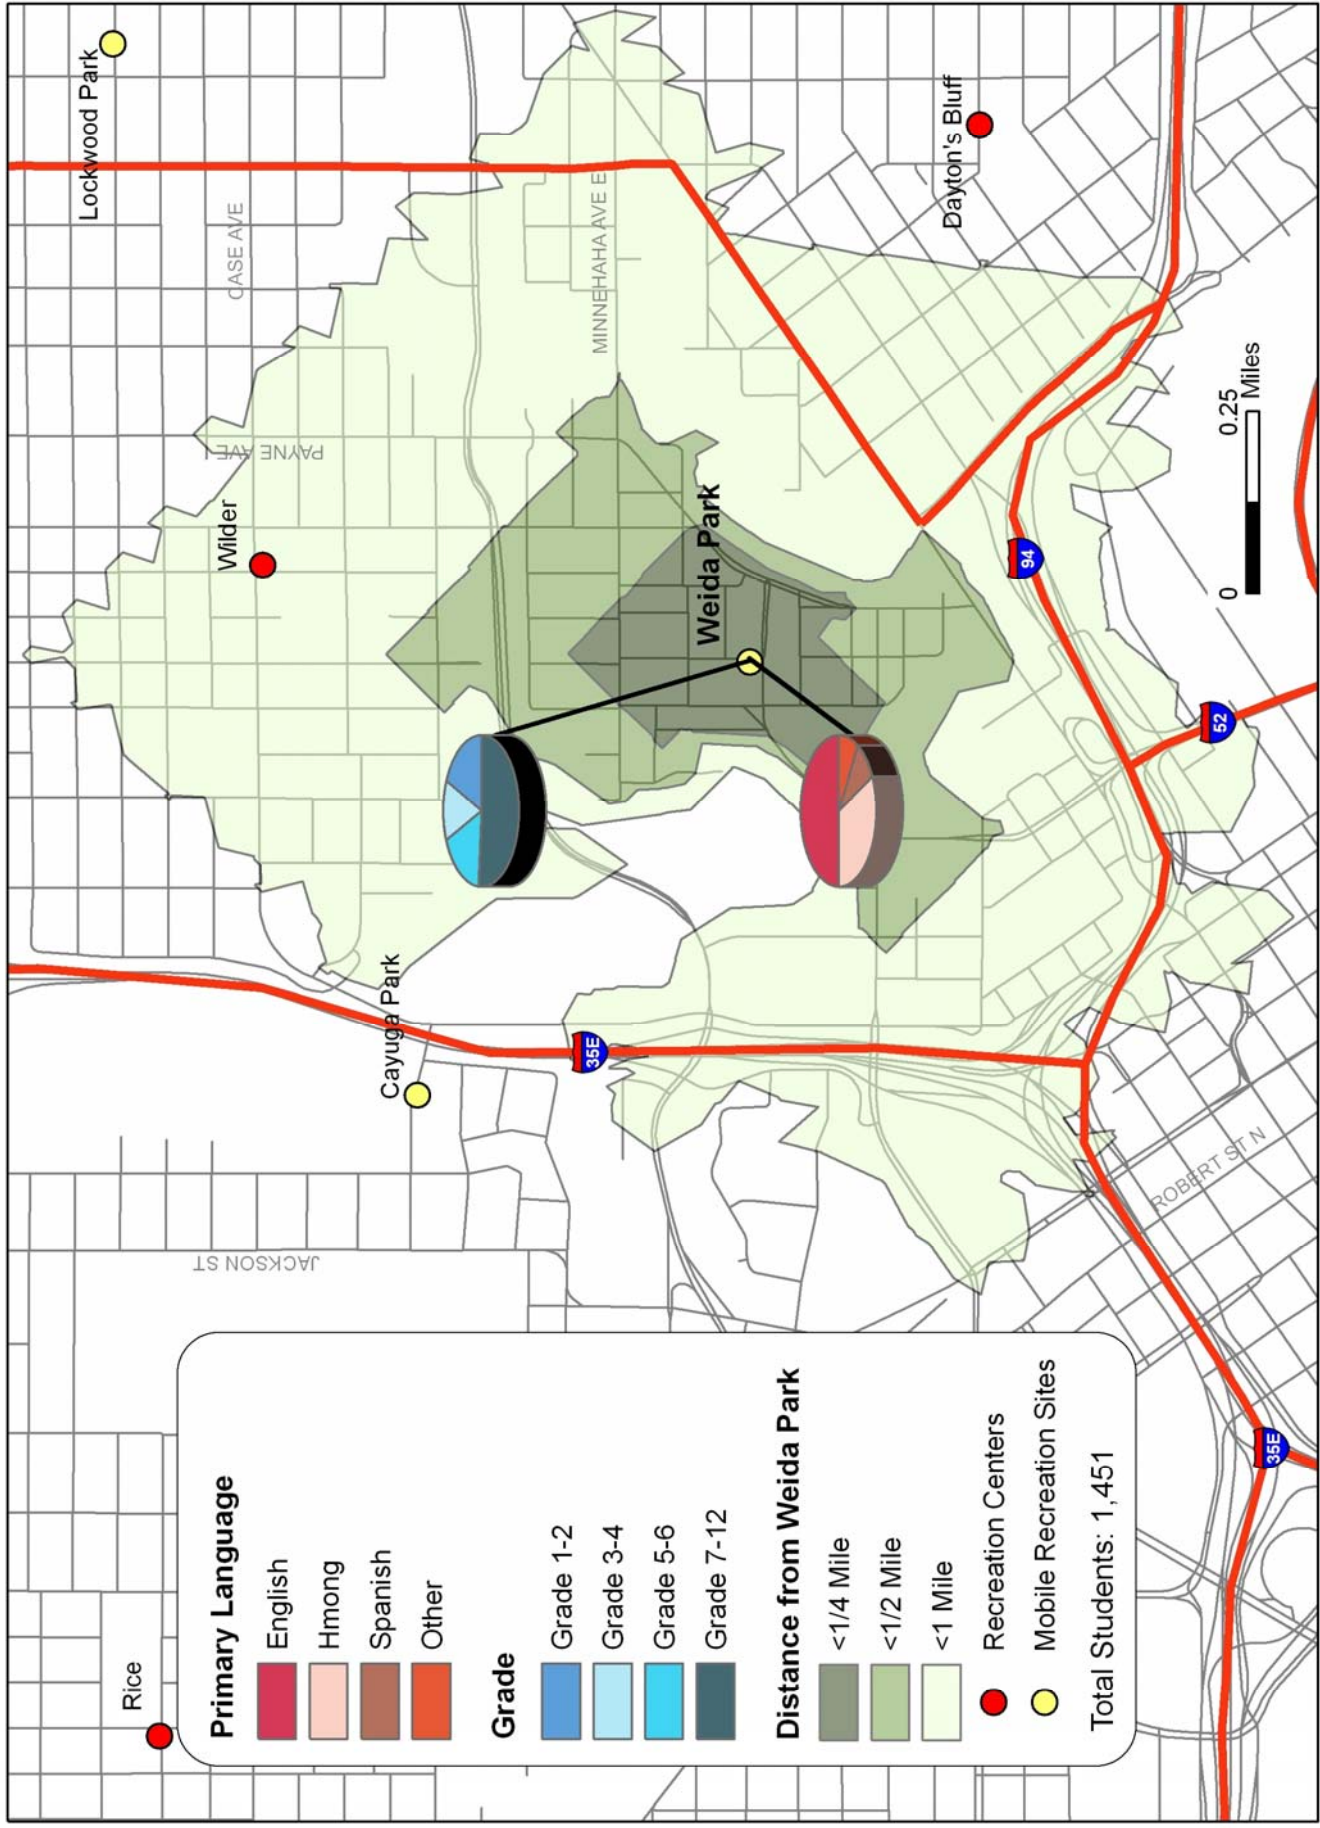 Lockwood Park
CASE AVE
PAYNE AVE
Wilder
MINNEHAHA AVE E
Dayton's Bluff
Weida Park
Cayuga Park
35E
94
52
0 0.25
Miles
JACKSON ST
ROBERT ST N
35E
Rice
Primary Language
English
Hmong
Spanish
Other
Grade
Grade 1-2
Grade 3-4
Grade 5-6
Grade 7-12
Distance from Weida Park
<1/4 Mile
<1/2 Mile
<1 Mile
Recreation Centers
Mobile Recreation Sites
Total Students: 1,451